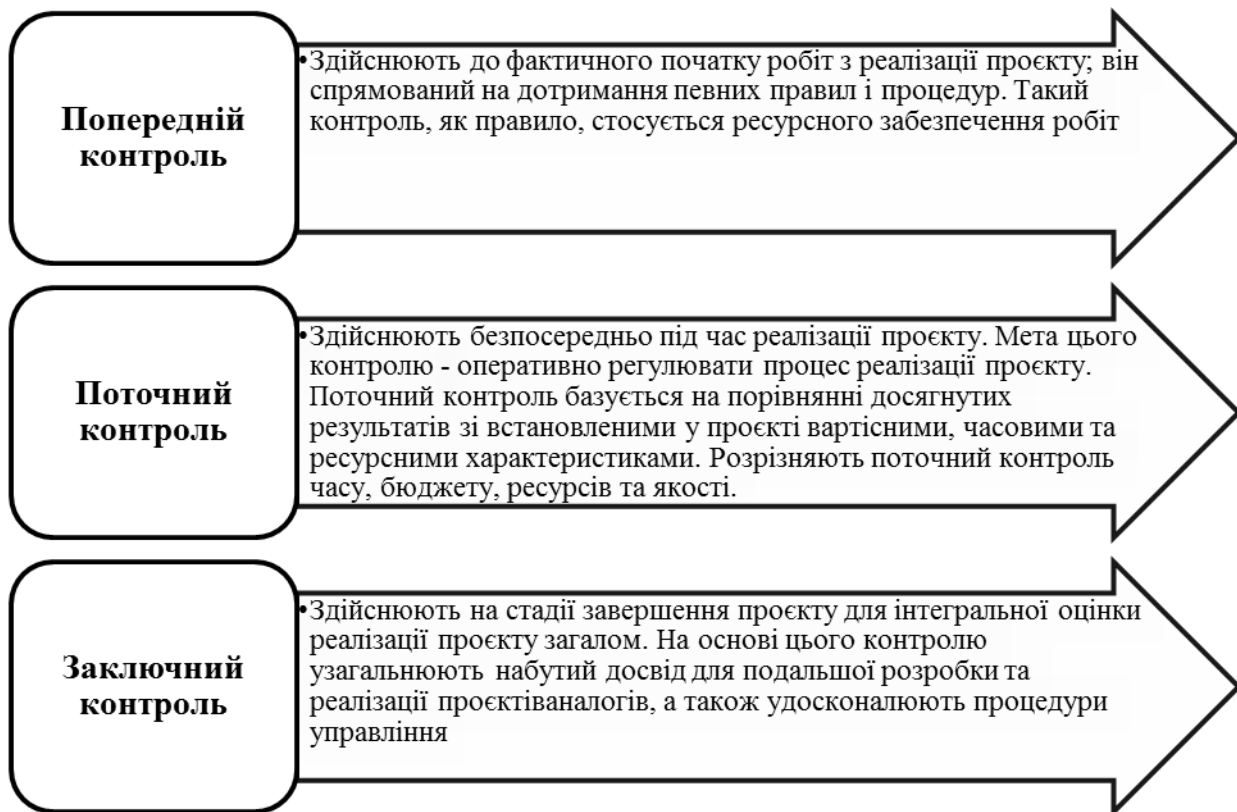 Попередній
контроль
•Здійснюють до фактичного початку робіт з реалізації проєкту; він
спрямований на дотримання певних правил і процедур. Такий
контроль, як правило, стосується ресурсного забезпечення робіт
Поточний
контроль
•Здійснюють безпосередньо під час реалізації проєкту. Мета цього
контролю - оперативно регулювати процес реалізації проєкту.
Поточний контроль базується на порівнянні досягнутих
результатів зі встановленими у проєкті вартісними, часовими та
ресурсними характеристиками. Розрізняють поточний контроль
часу, бюджету, ресурсів та якості.
Заключний
контроль
•Здійснюють на стадії завершення проєкту для інтегральної оцінки
реалізації проєкту загалом. На основі цього контролю
узагальнюють набутий досвід для подальшої розробки та
реалізації проєктіваналогів, а також удосконалюють процедури
управління